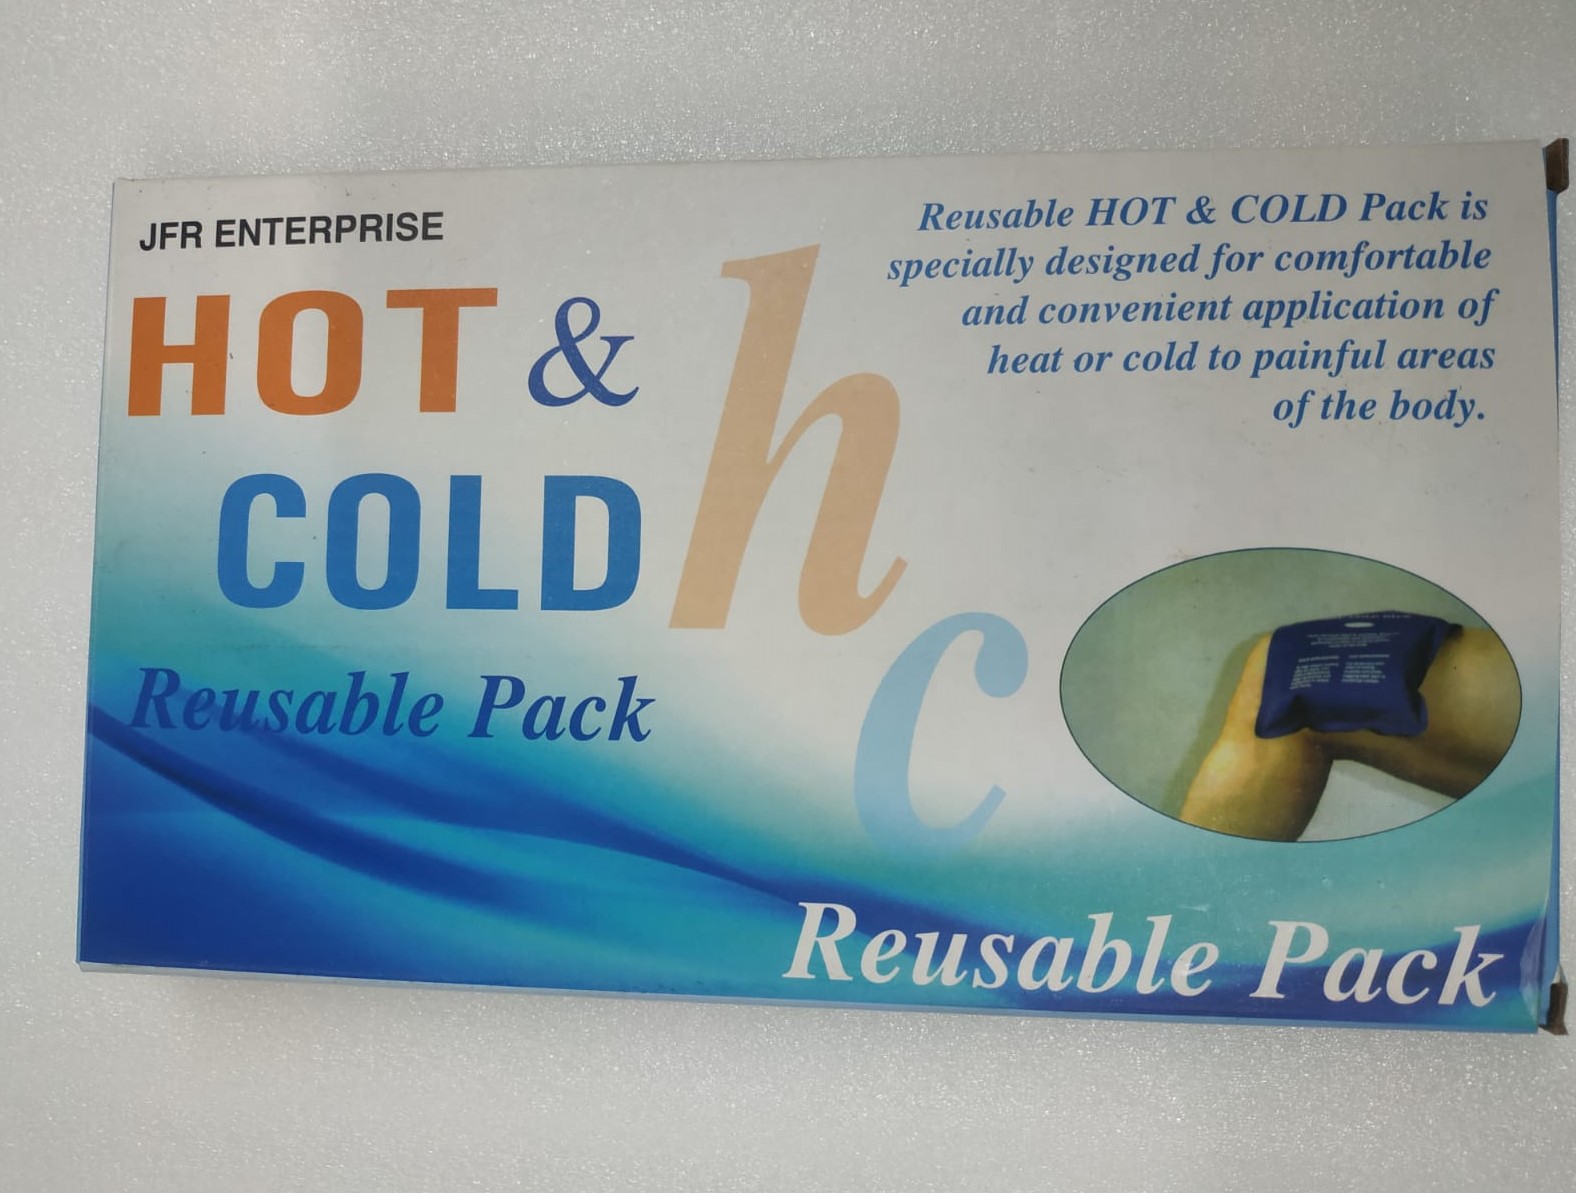 JFR ENTERPRISE
HOT &
COLD
Reusable Pack
h
c
Reusable HOT & COLD Pack is
specially designed for comfortable
and convenient application of
heat or cold to painful areas
of the body.
Reusable Pack